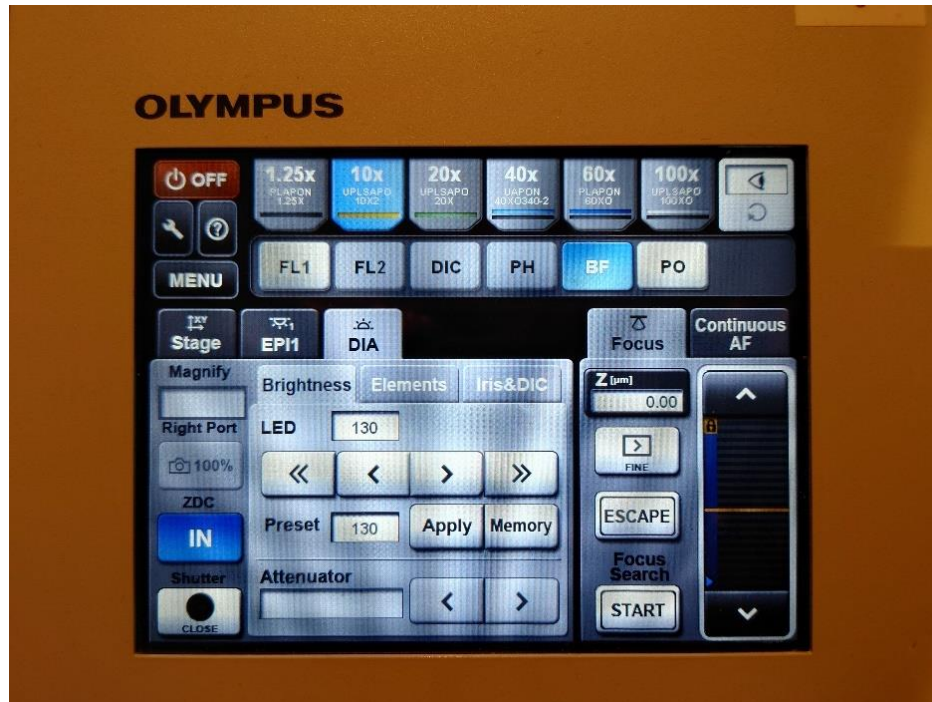 OLYMPUS
OFF
1.25x 10x 20x 40x 60x 100x
PLAPON UPLSAPO UPLSAPO UAPON PLAPON UPLSAPO
1.25X 10X2 20X 40XO340-2 60XO 100XO
MENU
FL1 FL2 DIC PH BF PO
XY
Stage EPI1 DIA
Focus Continuous
AF
Magnify
Brightness Elements Iris&DIC
Z [µm]
0.00
Right Port
LED 130
100%
« < > »
FINE
ZDC
IN
Preset 130 Apply Memory
ESCAPE
Shutter
CLOSE
Attenuator
< >
Focus
Search
START